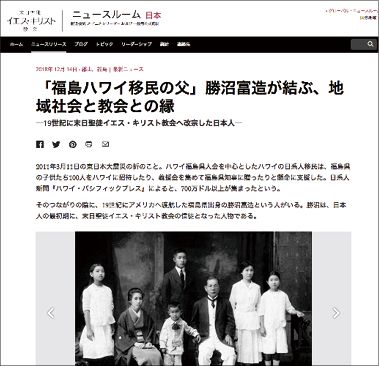 末日聖徒
イエス・キリスト
教会
ニュースルーム 日本
ホーム ニュースリリース ブログ トピック リーダーシップ
2018年12月14日 - 郡山、福島 | 最新ニュース
「福島ハワイ移民の父」勝沼富造が結ぶ、地
域社会と教会との縁
—19世紀に末日聖徒イエス・キリスト教会へ改宗した日本人—
2011年3月11日の東日本大震災の折のこと。ハワイ福島県人会を中心としたハワイの日系人移民は、福島県
の子供たち100人をハワイに招待したり、義援金を集めて福島県知事に贈ったりと懸命に支援した。日系人
新聞『ハワイ・パシフィックプレス』によると、700万ドル以上が集まったという。
そのつながりの陰に、19世紀にアメリカへ渡航した福島県出身の勝沼富造という人がいる。勝沼は、日本
人の最初期に、末日聖徒イエス・キリスト教会の信徒となった人物である。